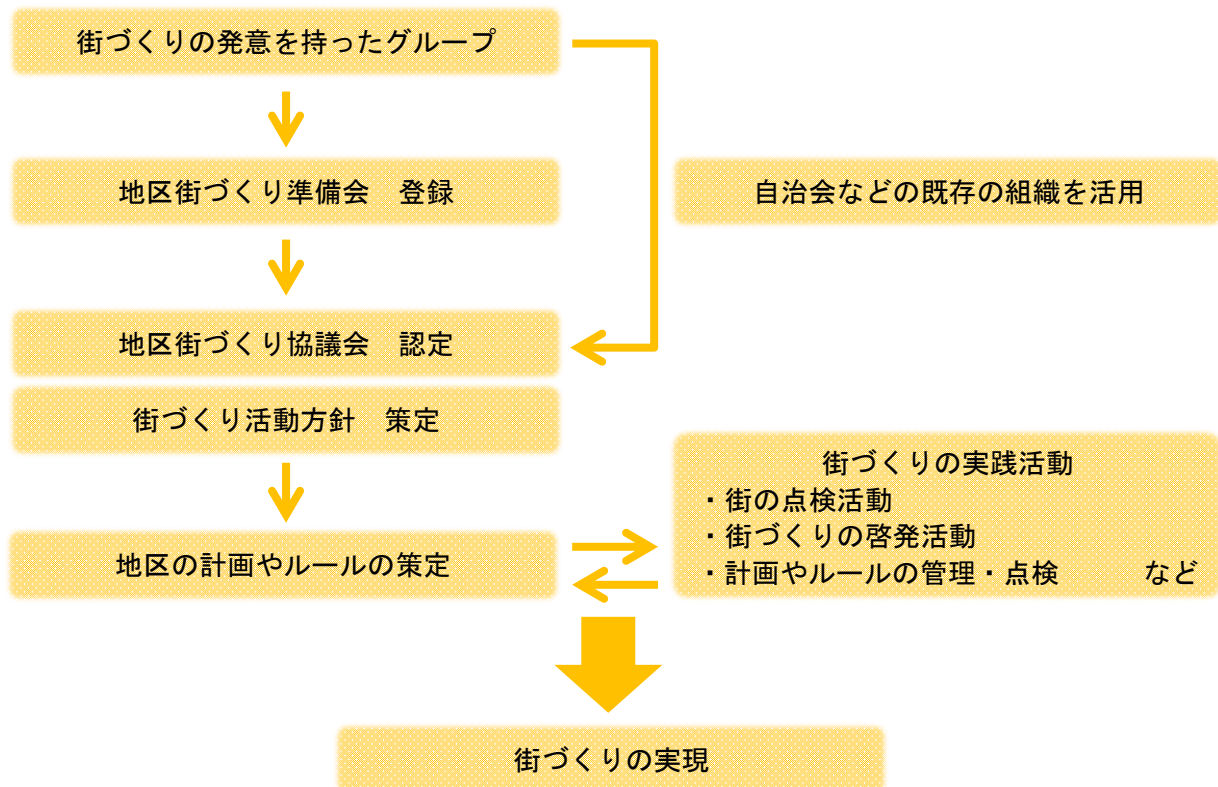 街づくりの発意を持ったグループ
地区街づくり準備会　登録
自治会などの既存の組織を活用
地区街づくり協議会　認定
街づくり活動方針　策定
街づくりの実践活動
・街の点検活動
・街づくりの啓発活動
・計画やルールの管理・点検　　　など
地区の計画やルールの策定
街づくりの実現